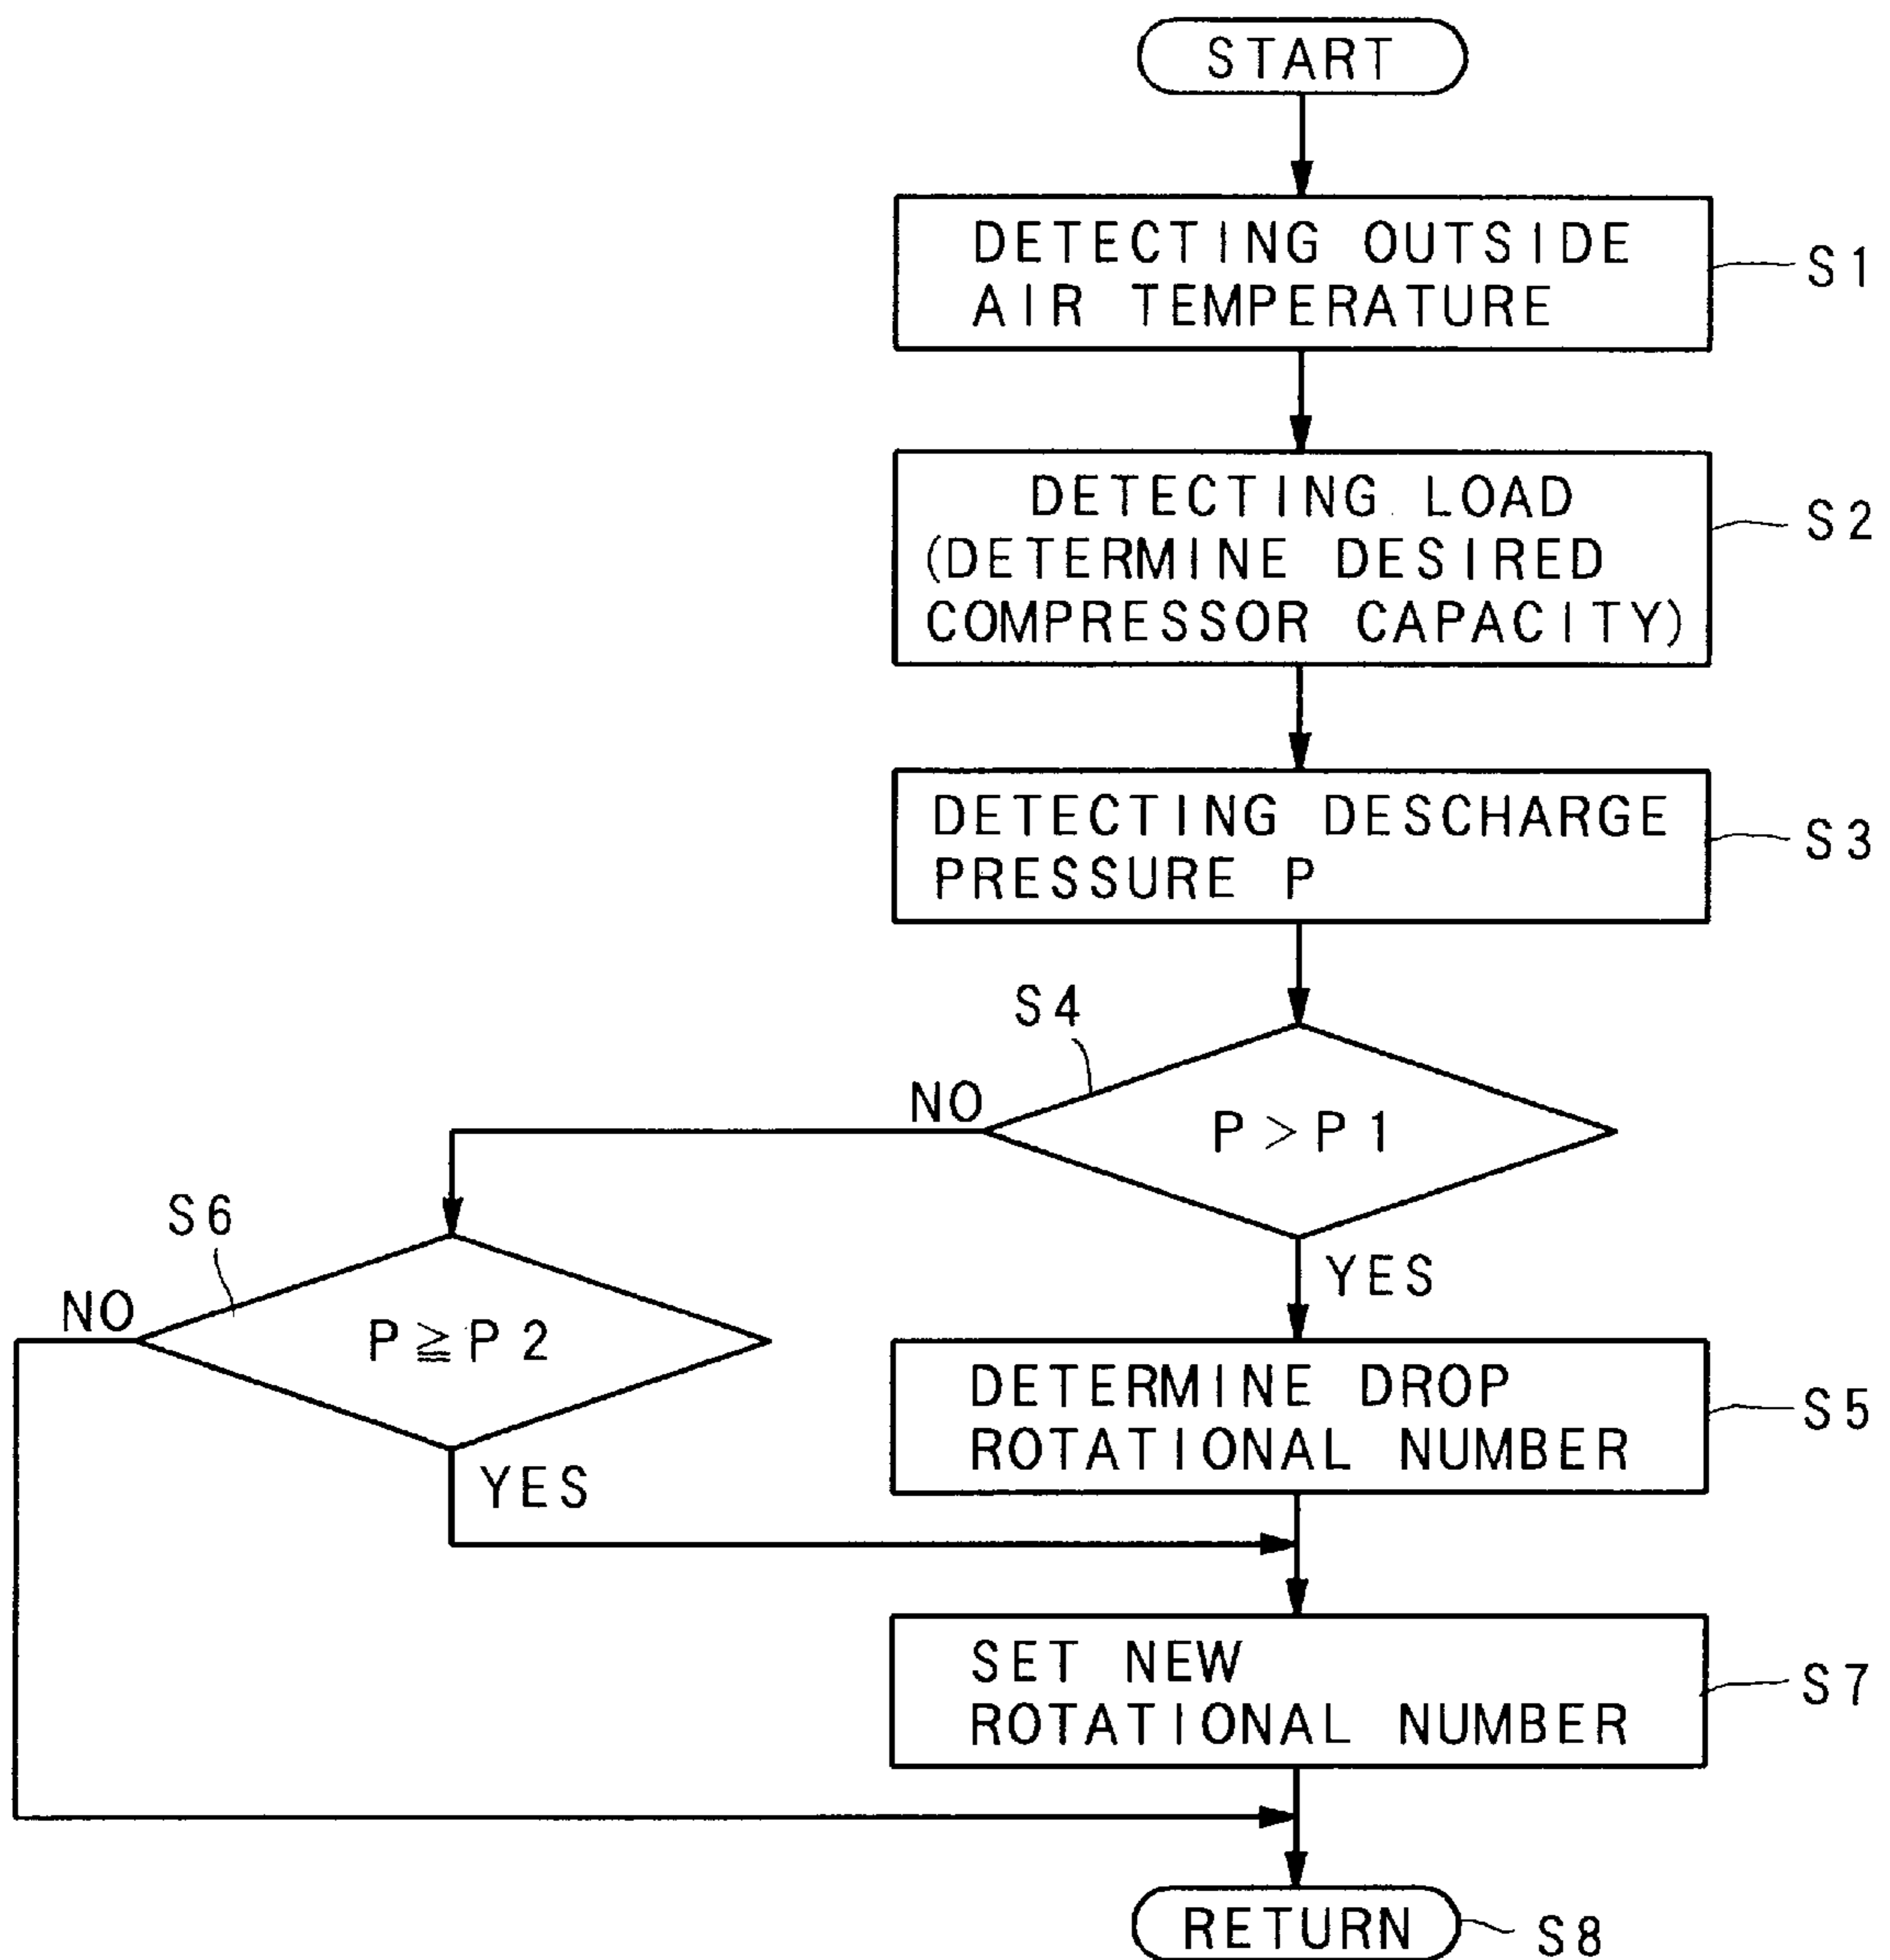 START
DETECTING OUTSIDE
AIR TEMPERATURE
S1
DETECTING LOAD
(DETERMINE DESIRED
COMPRESSOR CAPACITY)
S2
DETECTING DESCHARGE
PRESSURE P
S3
S4
NO
P > P1
YES
S6
NO
P ≧ P2
YES
DETERMINE DROP
ROTATIONAL NUMBER
S5
SET NEW
ROTATIONAL NUMBER
S7
RETURN
S8